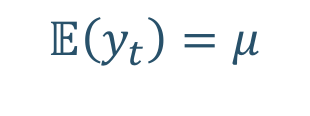 𝔼(yₜ) = μ